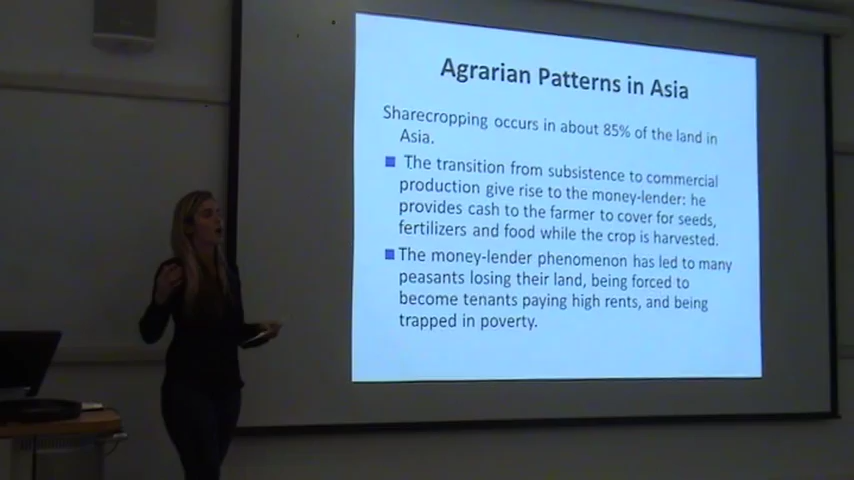 Agrarian Patterns in Asia
Sharecropping occurs in about 85% of the land in
Asia.
The transition from subsistence to commercial
production give rise to the money-lender: he
provides cash to the farmer to cover for seeds,
fertilizers and food while the crop is harvested.
The money-lender phenomenon has led to many
peasants losing their land, being forced to
become tenants paying high rents, and being
trapped in poverty.